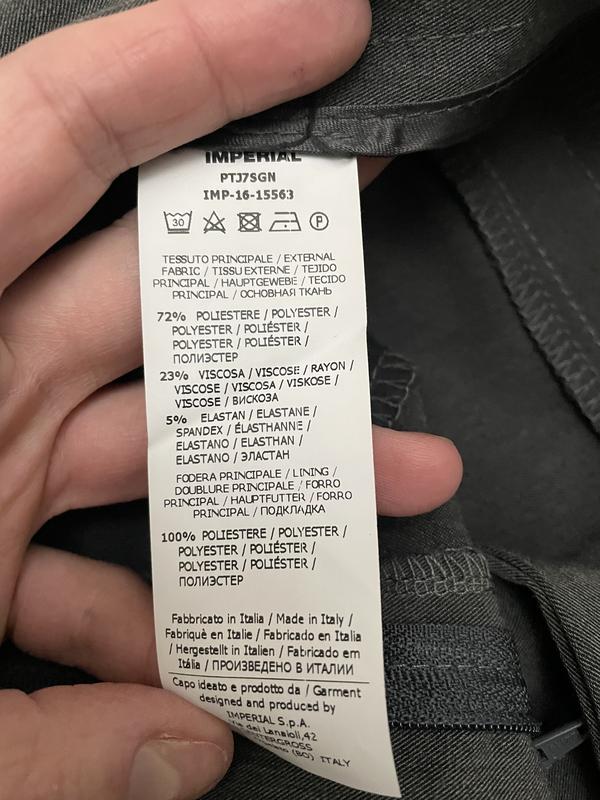 IMPERIAL
PTJ7SGN
IMP-16-15563
30
P
TESSUTO PRINCIPALE / EXTERNAL
FABRIC / TISSU EXTERNE / TEJIDO
PRINCIPAL / HAUPTGEWEBE / TECIDO
PRINCIPAL / ОСНОВНАЯ ТКАНЬ
72% POLIESTERE / POLYESTER /
POLYESTER / POLIÉSTER /
POLYESTER / POLIÉSTER /
ПОЛИЭСТЕР
23% VISCOSA / VISCOSE / RAYON /
VISCOSE / VISCOSA / VISKOSE /
VISCOSE / ВИСКОЗА
5% ELASTAN / ELASTANE /
SPANDEX / ÉLASTHANNE /
ELASTANO / ELASTHAN /
ELASTANO / ЭЛАСТАН
FODERA PRINCIPALE / LINING /
DOUBLURE PRINCIPALE / FORRO
PRINCIPAL / HAUPTFUTTER / FORRO
PRINCIPAL / ПОДКЛАДКА
100% POLIESTERE / POLYESTER /
POLYESTER / POLIÉSTER /
POLYESTER / POLIÉSTER /
ПОЛИЭСТЕР
Fabbricato in Italia / Made in Italy /
Fabriquè en Italie / Fabricado en Italia
/ Hergestellt in Italien / Fabricado em
Itália / ПРОИЗВЕДЕНО В ИТАЛИИ
Capo ideato e prodotto da / Garment
designed and produced by
IMPERIAL S.p.A.
Via dei Lanaioli,42
(BO) ITALY